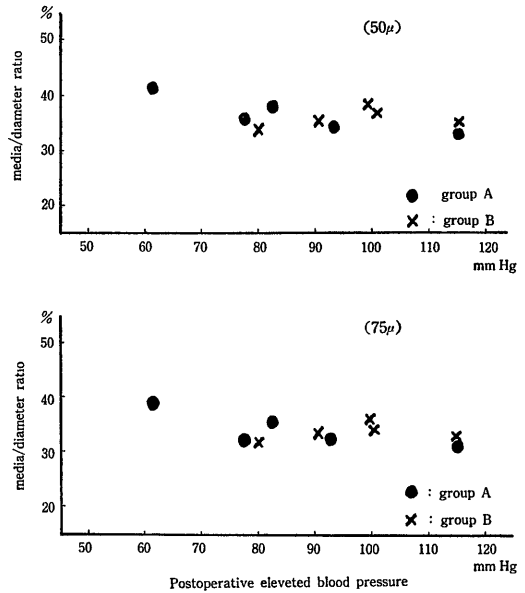 %
(50μ)
50
40
30
20
media/diameter ratio
● group A
× : group B
50 60 70 80 90 100 110 120
mm Hg
%
(75μ)
50
40
30
20
media/diameter ratio
● : group A
× : group B
50 60 70 80 90 100 110 120
mm Hg
Postoperative eleveted blood pressure